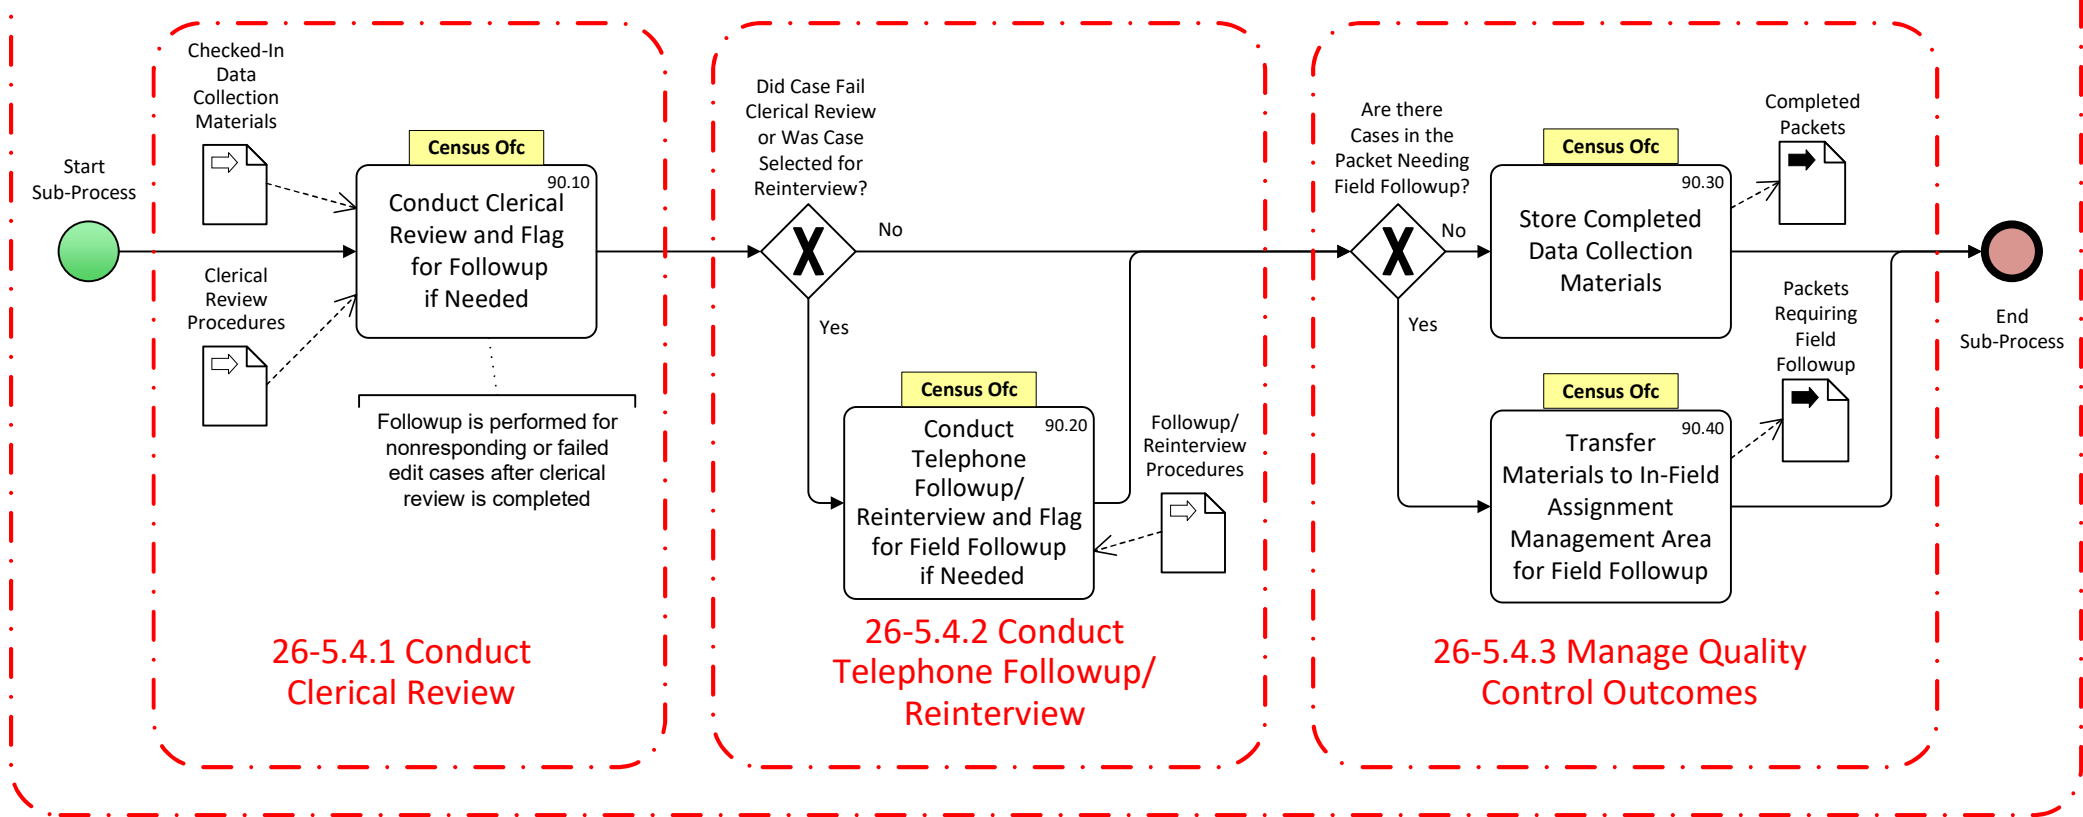 Start
Sub-Process
Checked-In
Data
Collection
Materials
Clerical
Review
Procedures
Census Ofc
90.10
Conduct Clerical
Review and Flag
for Followup
if Needed
Followup is performed for
nonresponding or failed
edit cases after clerical
review is completed
26-5.4.1 Conduct
Clerical Review
Did Case Fail
Clerical Review
or Was Case
Selected for
Reinterview?
X
No
Yes
Census Ofc
90.20
Conduct
Telephone
Followup/
Reinterview and Flag
for Field Followup
if Needed
Followup/
Reinterview
Procedures
26-5.4.2 Conduct
Telephone Followup/
Reinterview
Are there
Cases in the
Packet Needing
Field Followup?
X
No
Yes
Census Ofc
90.30
Store Completed
Data Collection
Materials
Completed
Packets
Census Ofc
90.40
Transfer
Materials to In-Field
Assignment
Management Area
for Field Followup
Packets
Requiring
Field
Followup
26-5.4.3 Manage Quality
Control Outcomes
End
Sub-Process